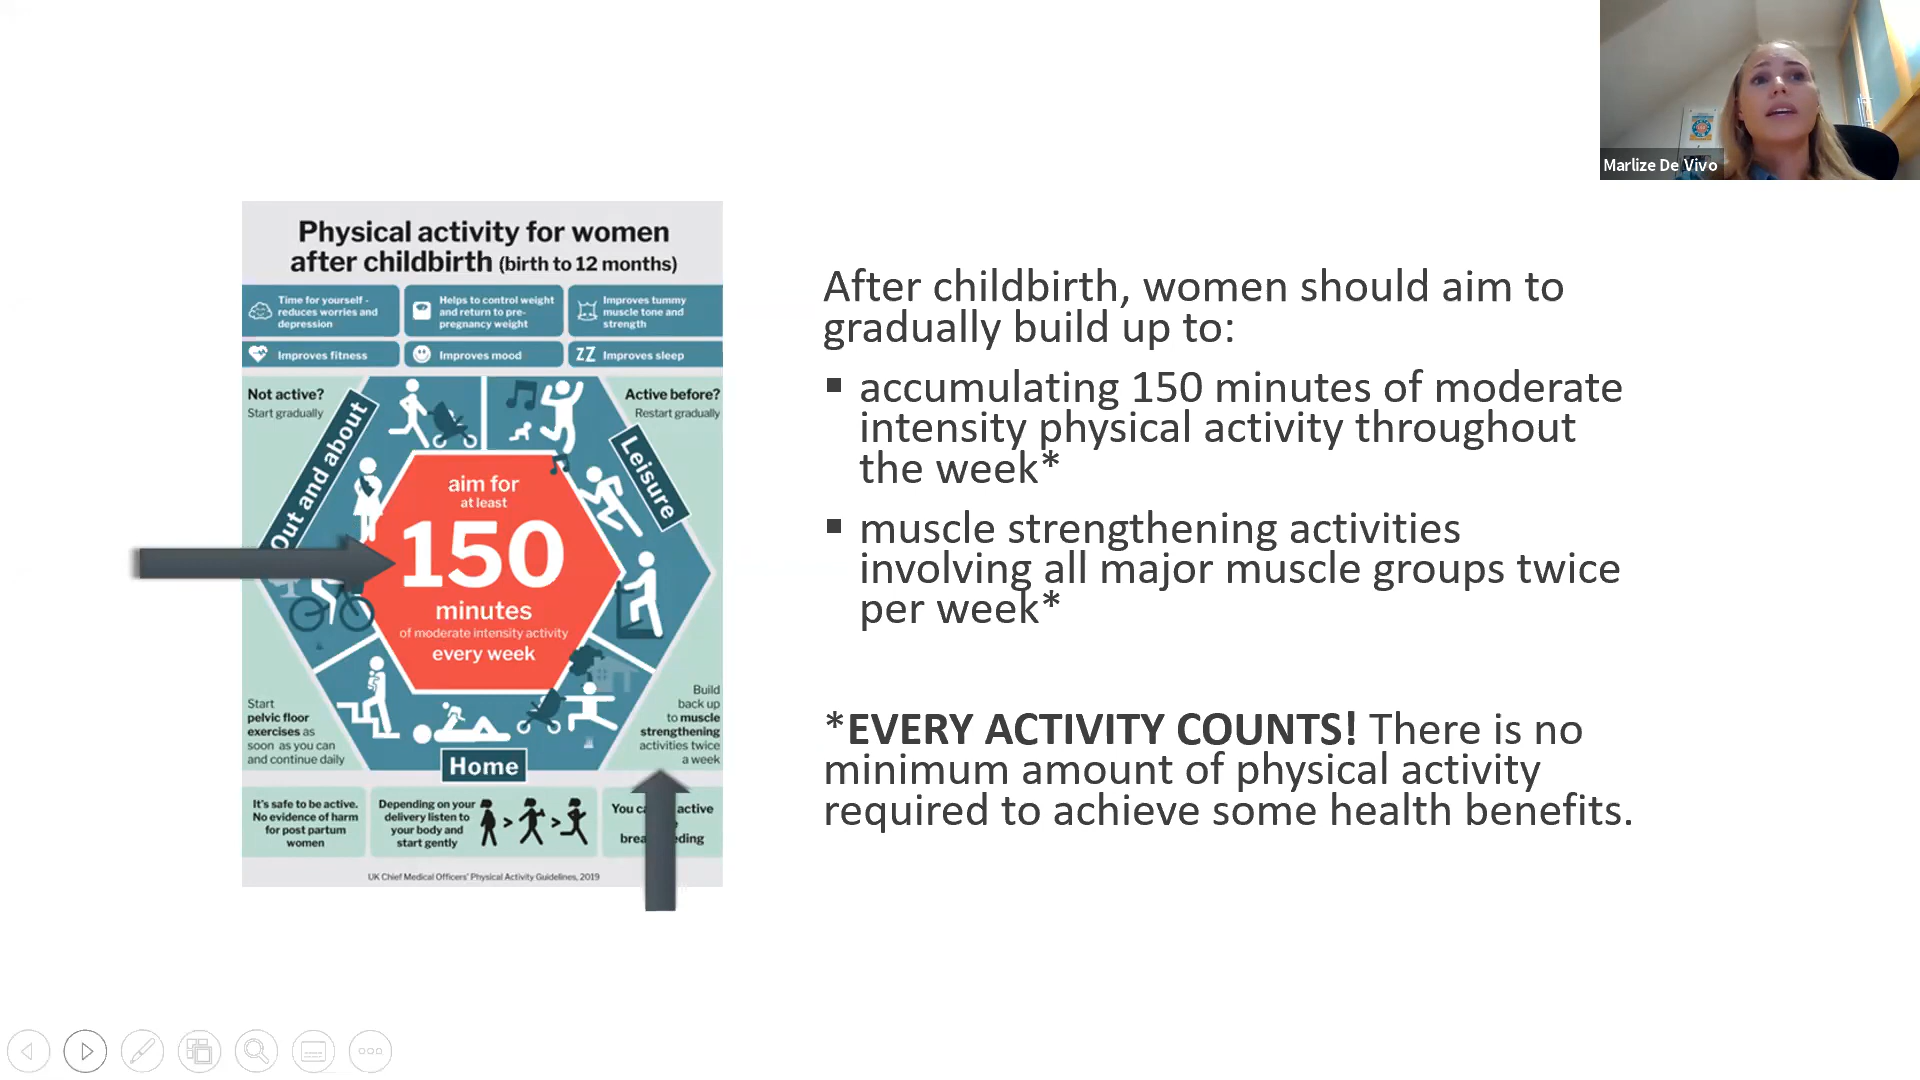 Marlize De Vivo
Physical activity for women
after childbirth (birth to 12 months)
Time for yourself -
reduces worries and
depression
Helps to control weight
and return to pre-
pregnancy weight
Improves tummy
muscle tone and
strength
Improves fitness
Improves mood
ZZ Improves sleep
Not active?
Start gradually
Active before?
Restart gradually
Out and about
Leisure
aim for
at least
150
minutes
of moderate intensity activity
every week
Start
pelvic floor
exercises as
soon as you can
and continue daily
Build
back up
to muscle
strengthening
activities twice
a week
Home
It's safe to be active.
No evidence of harm
for post partum
women
Depending on your
delivery listen to
your body and
start gently
You active
UK Chief Medical Officers' Physical Activity Guidelines, 2019
After childbirth, women should aim to
gradually build up to:
▪ accumulating 150 minutes of moderate
intensity physical activity throughout
the week*
▪ muscle strengthening activities
involving all major muscle groups twice
per week*
*EVERY ACTIVITY COUNTS! There is no
minimum amount of physical activity
required to achieve some health benefits.